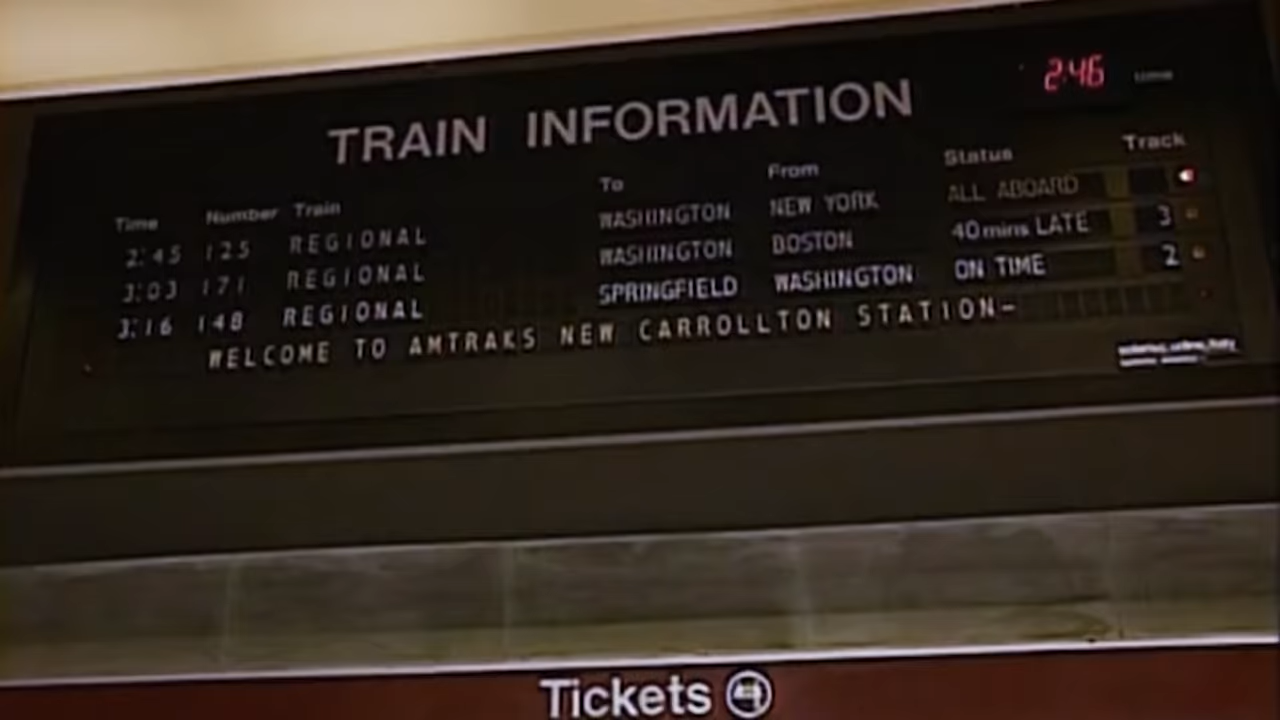 2:46 time
TRAIN INFORMATION
Time Number Train To From Status Track
2:45 125 REGIONAL WASHINGTON NEW YORK ALL ABOARD
3:03 171 REGIONAL WASHINGTON BOSTON 40mins LATE 3
3:16 148 REGIONAL SPRINGFIELD WASHINGTON ON TIME 2
WELCOME TO AMTRAKS NEW CARROLLTON STATION-
Tickets